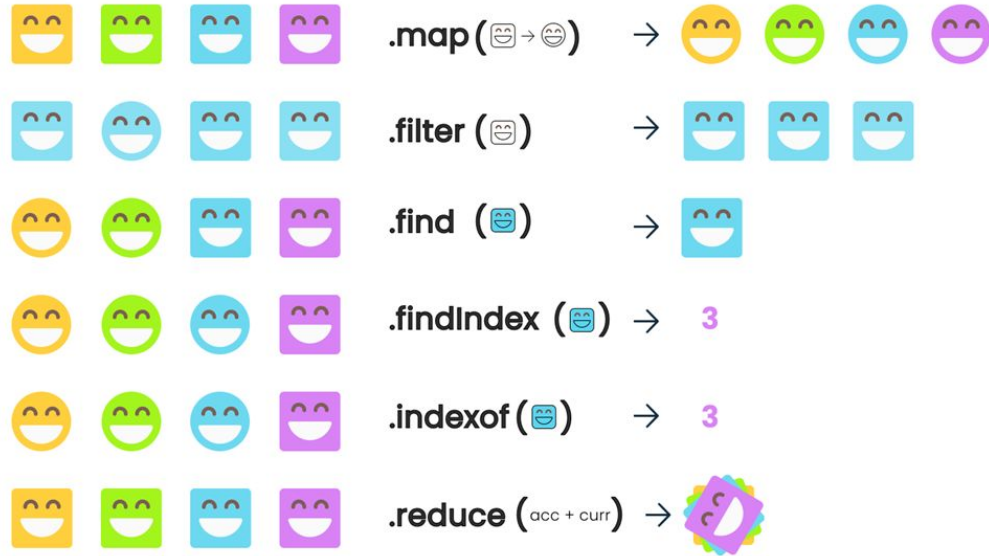 .map ( → ) →
.filter ( ) →
.find ( ) →
.findIndex ( ) → 3
.indexof ( ) → 3
.reduce (acc + curr) →